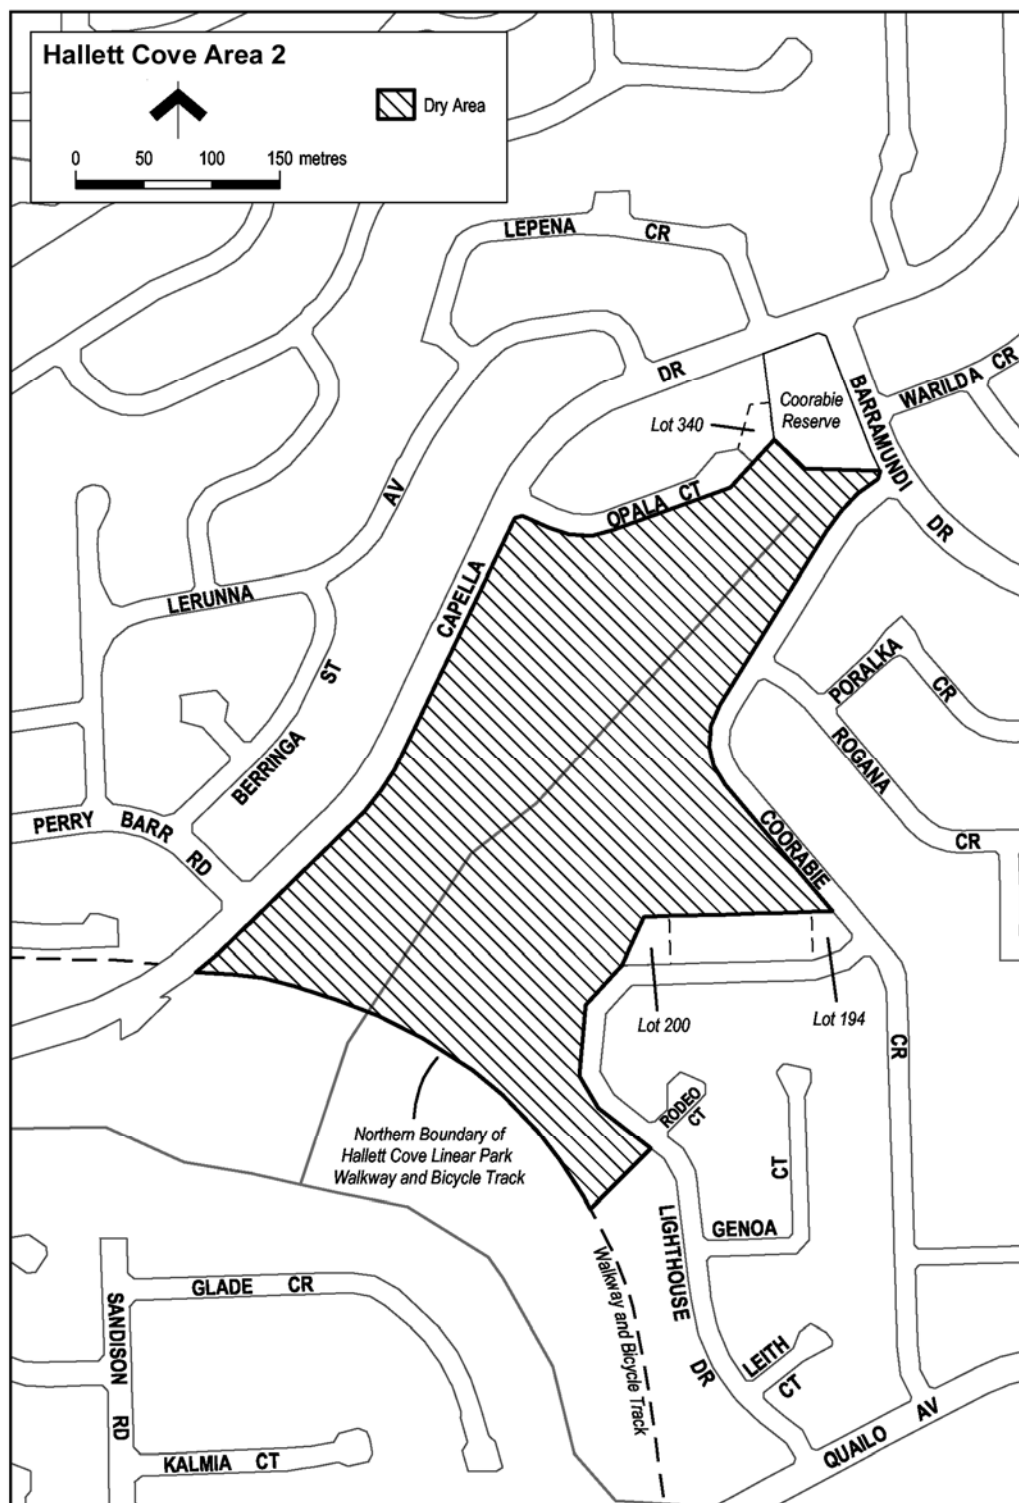 Hallett Cove Area 2
Dry Area
0 50 100 150 metres
LEPENA CR
DR
Coorabie
Reserve
BARRAMUNDI
DR
WARILDA CR
Lot 340
AV
OPALA CT
CAPELLA
LERUNNA
ST
BERRINGA
PORALKA
CR
ROGANA
CR
PERRY BARR RD
COORABIE
CR
Lot 200
Lot 194
RODEO
CT
CT
Northern Boundary of
Hallett Cove Linear Park
Walkway and Bicycle Track
GENOA
LIGHTHOUSE
DR
Walkway and Bicycle Track
GLADE CR
SANDISON
RD
LEITH
CT
QUAILO AV
KALMIA CT